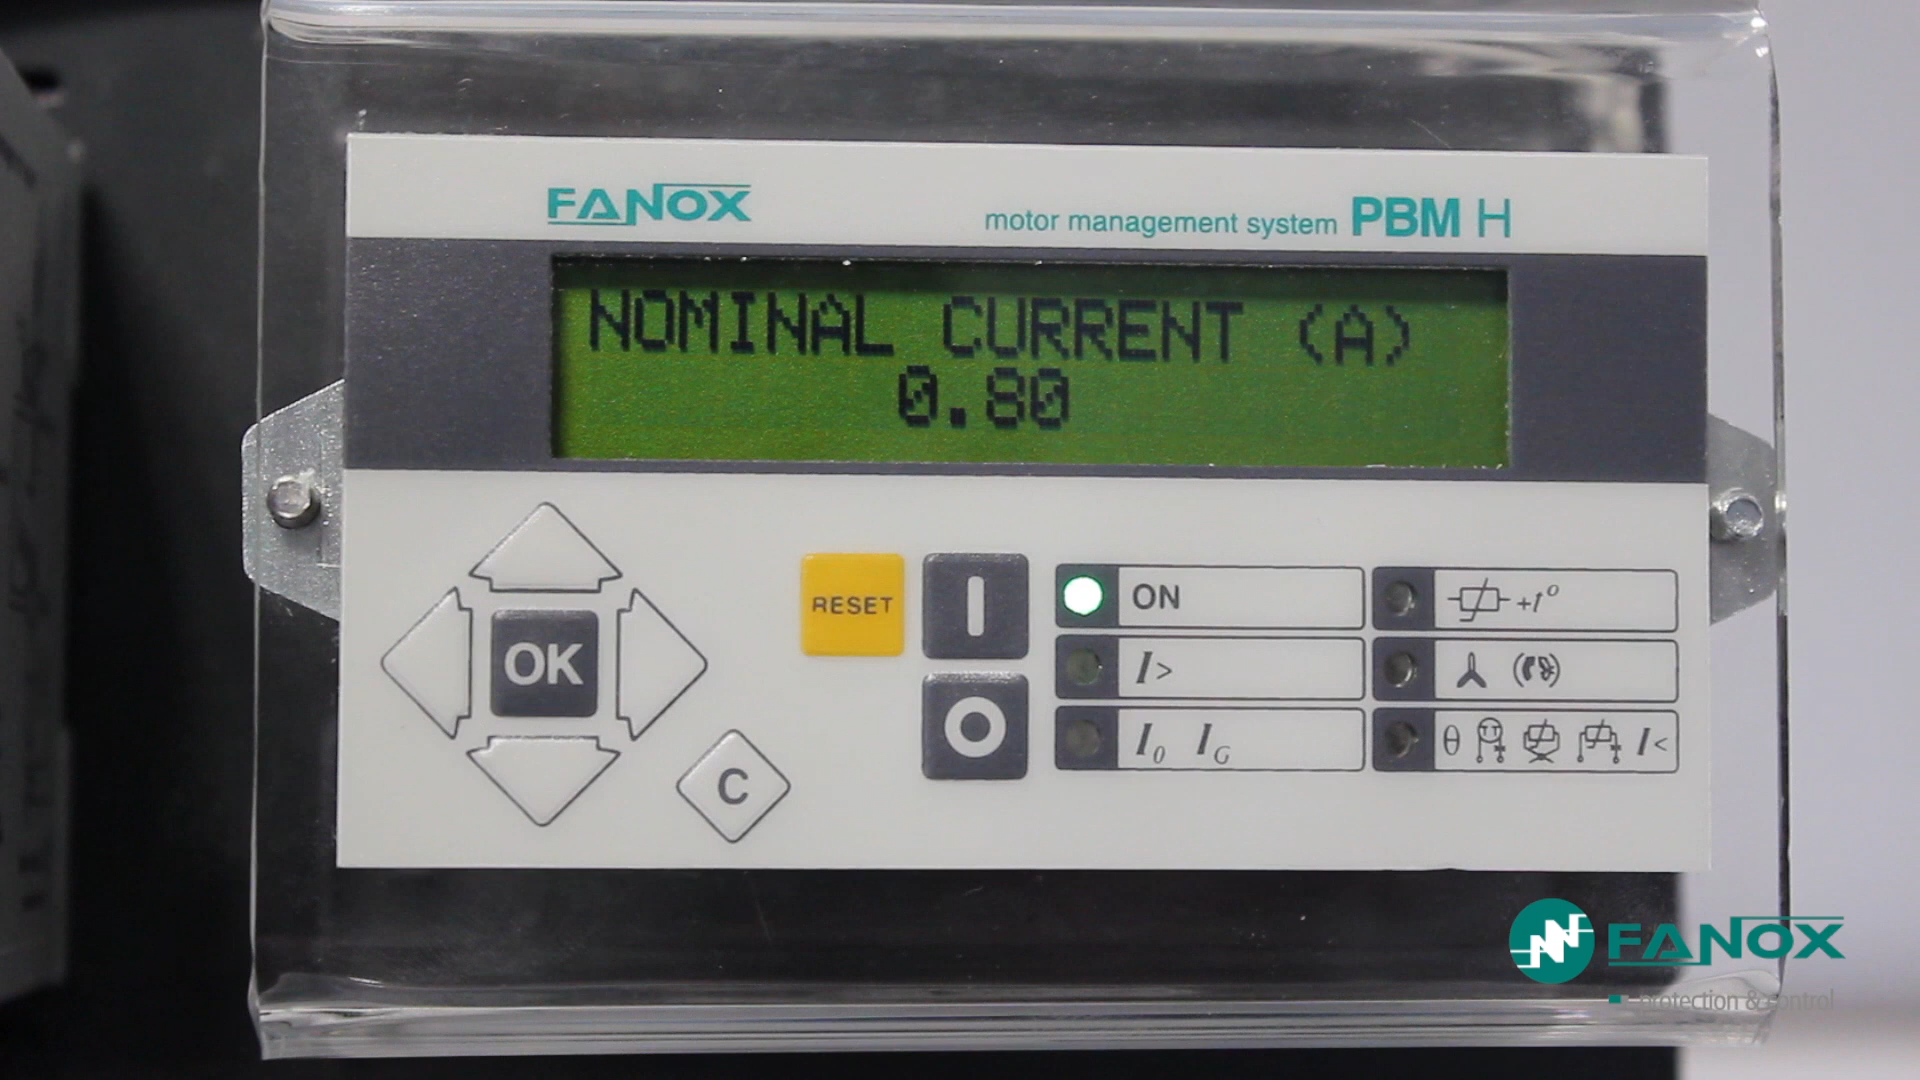 FANOX
motor management system PBM H
NOMINAL CURRENT (A)
0.80
OK
C
RESET
I
O
ON
I>
I0 IG
+t°
θ I<
FANOX
protection & control